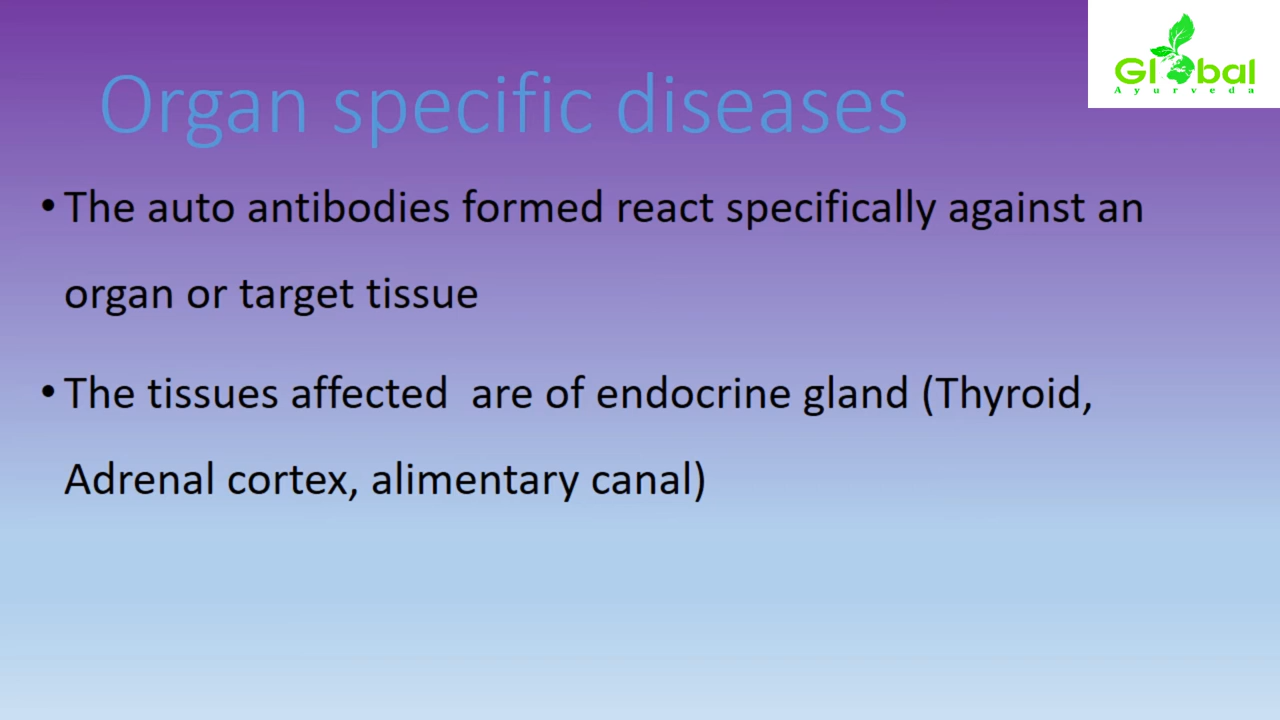 Global
Ayurveda
Organ specific diseases
• The auto antibodies formed react specifically against an
organ or target tissue
• The tissues affected  are of endocrine gland (Thyroid,
Adrenal cortex, alimentary canal)